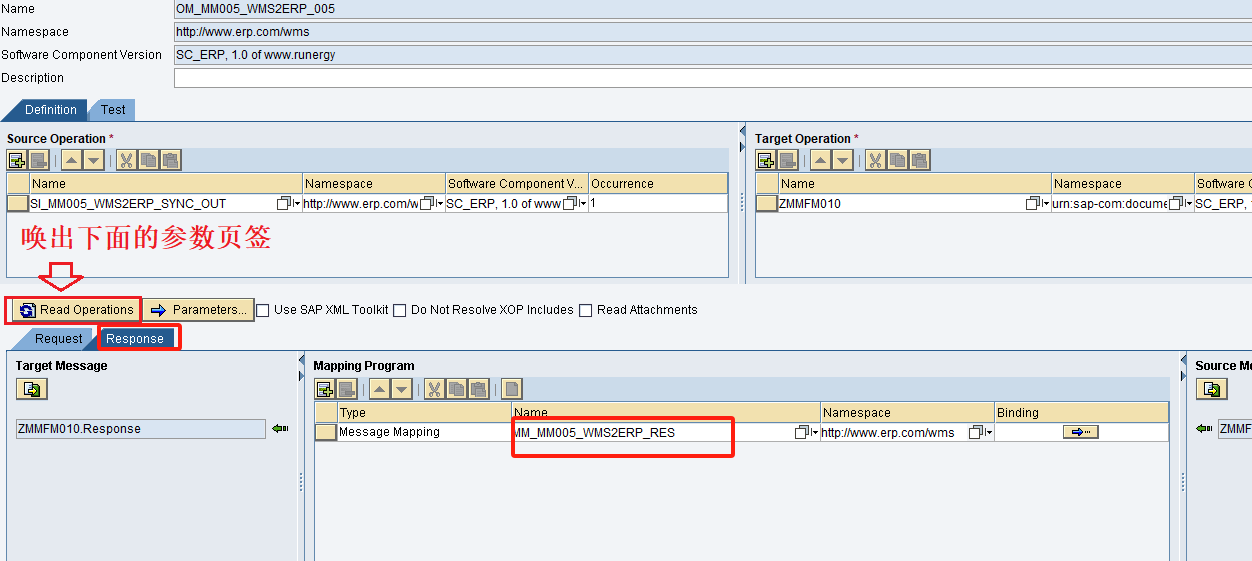 Name OM_MM005_WMS2ERP_005
Namespace http://www.erp.com/wms
Software Component Version SC_ERP, 1.0 of www.runergy
Description
Definition Test
Source Operation * Target Operation *
Name Namespace Software Component V... Occurrence Name Namespace Software C
SI_MM005_WMS2ERP_SYNC_OUT http://www.erp.com/w SC_ERP, 1.0 of www 1 ZMMFM010 urn:sap-com:docume SC_ERP,
唤出下面的参数页签
Read Operations Parameters... Use SAP XML Toolkit Do Not Resolve XOP Includes Read Attachments
Request Response
Target Message Mapping Program Source Me
Type Name Namespace Binding
ZMMFM010.Response Message Mapping MM_MM005_WMS2ERP_RES http://www.erp.com/wms ZMMF